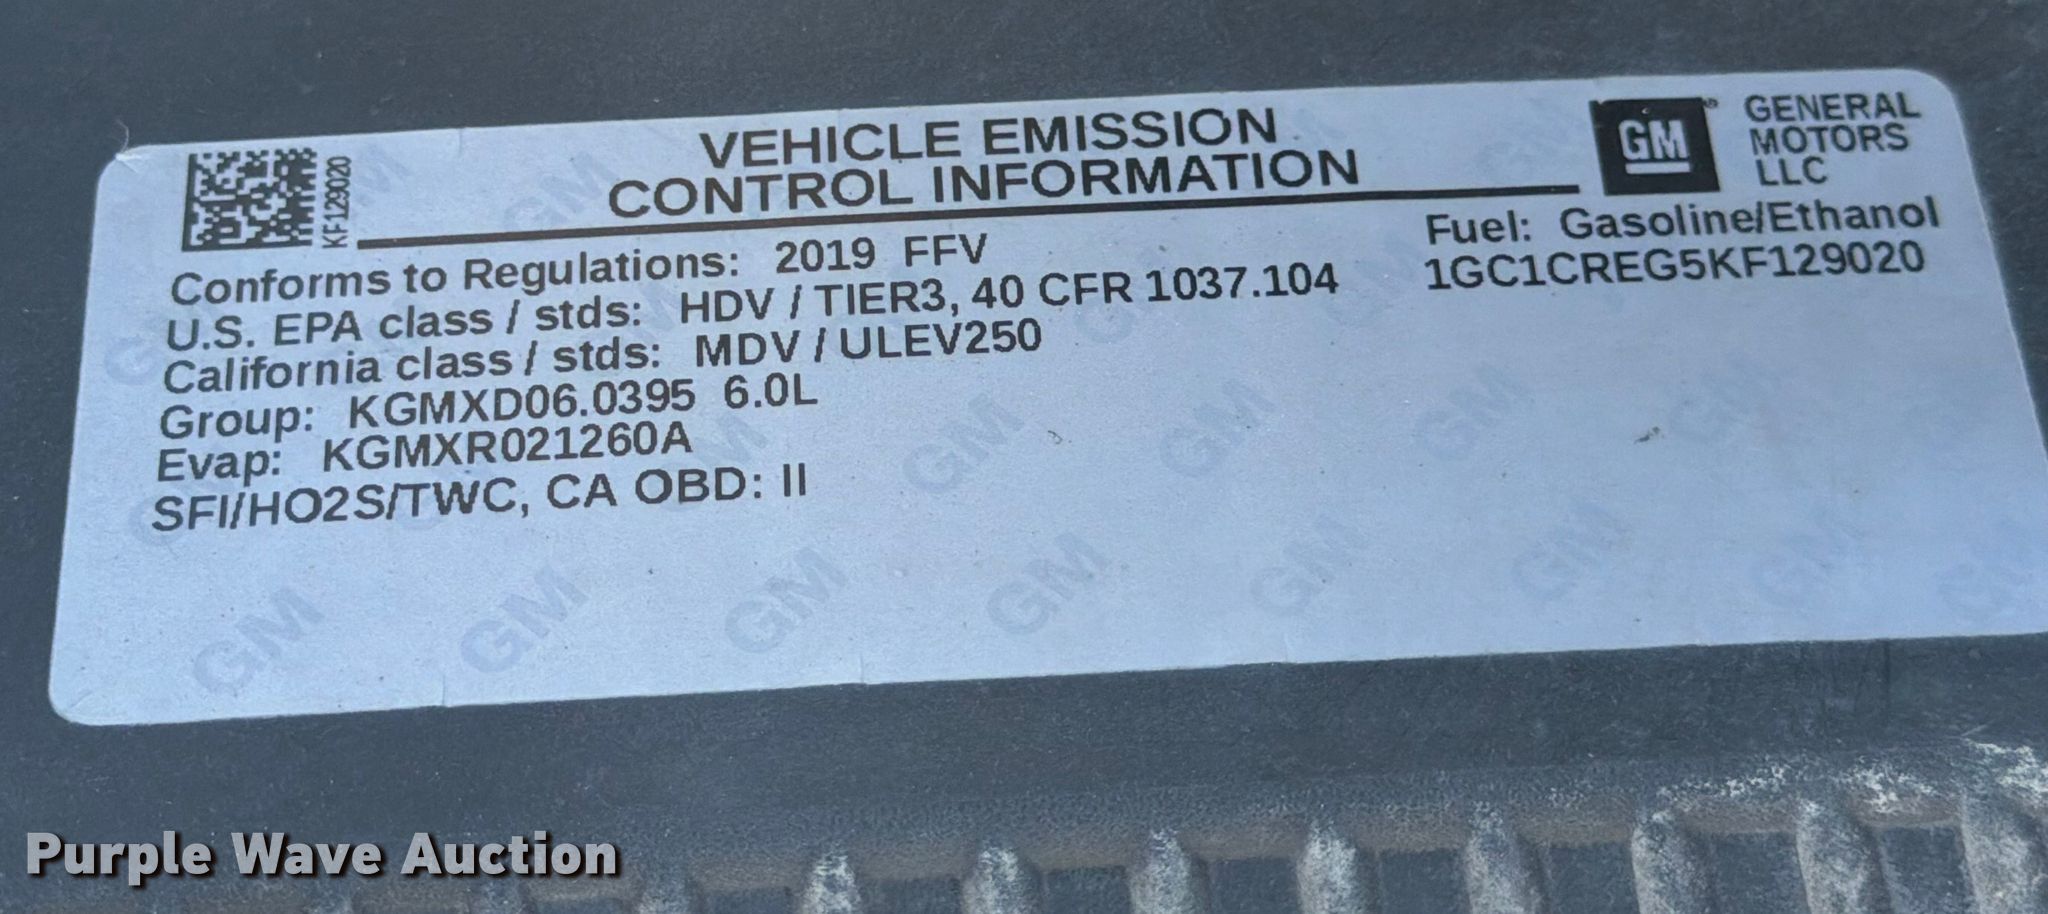 VEHICLE EMISSION
CONTROL INFORMATION
KF129020
GM
GENERAL
MOTORS
LLC
Conforms to Regulations: 2019 FFV
U.S. EPA class / stds: HDV / TIER3, 40 CFR 1037.104
California class / stds: MDV / ULEV250
Group: KGMXD06.0395 6.0L
Evap: KGMXR021260A
SFI/HO2S/TWC, CA OBD: II
Fuel: Gasoline/Ethanol
1GC1CREG5KF129020
Purple Wave Auction